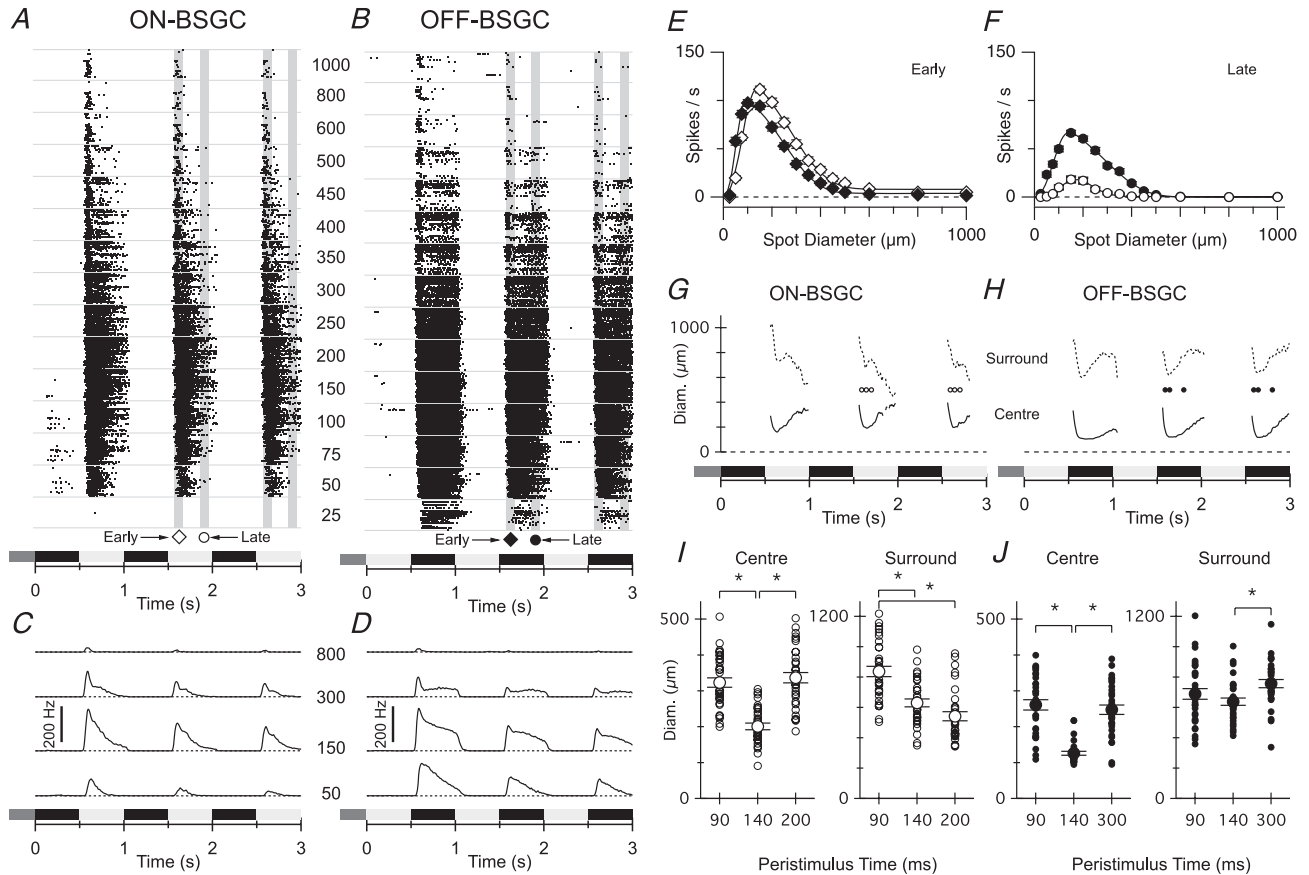 A ON-BSGC
B OFF-BSGC
1000
800
600
500
450
400
350
300
250
200
150
100
75
50
25
Early
Late
Early
Late
0 1 2 3
Time (s)
0 1 2 3
Time (s)
C
D
800
300
150
50
200 Hz
200 Hz
0 1 2 3
Time (s)
0 1 2 3
Time (s)
E
F
150
Early
Spikes / s
0
0 1000
Spot Diameter (µm)
150
Late
Spikes / s
0
0 1000
Spot Diameter (µm)
G ON-BSGC
H OFF-BSGC
1000
Diam. (µm)
0
Surround
Centre
0 1 2 3
Time (s)
0 1 2 3
Time (s)
I Centre
Surround
* *
* *
500
Diam. (µm)
0
1200
0
90 140 200
90 140 200
Peristimulus Time (ms)
J Centre
Surround
* *
*
500
0
1200
0
90 140 300
90 140 300
Peristimulus Time (ms)